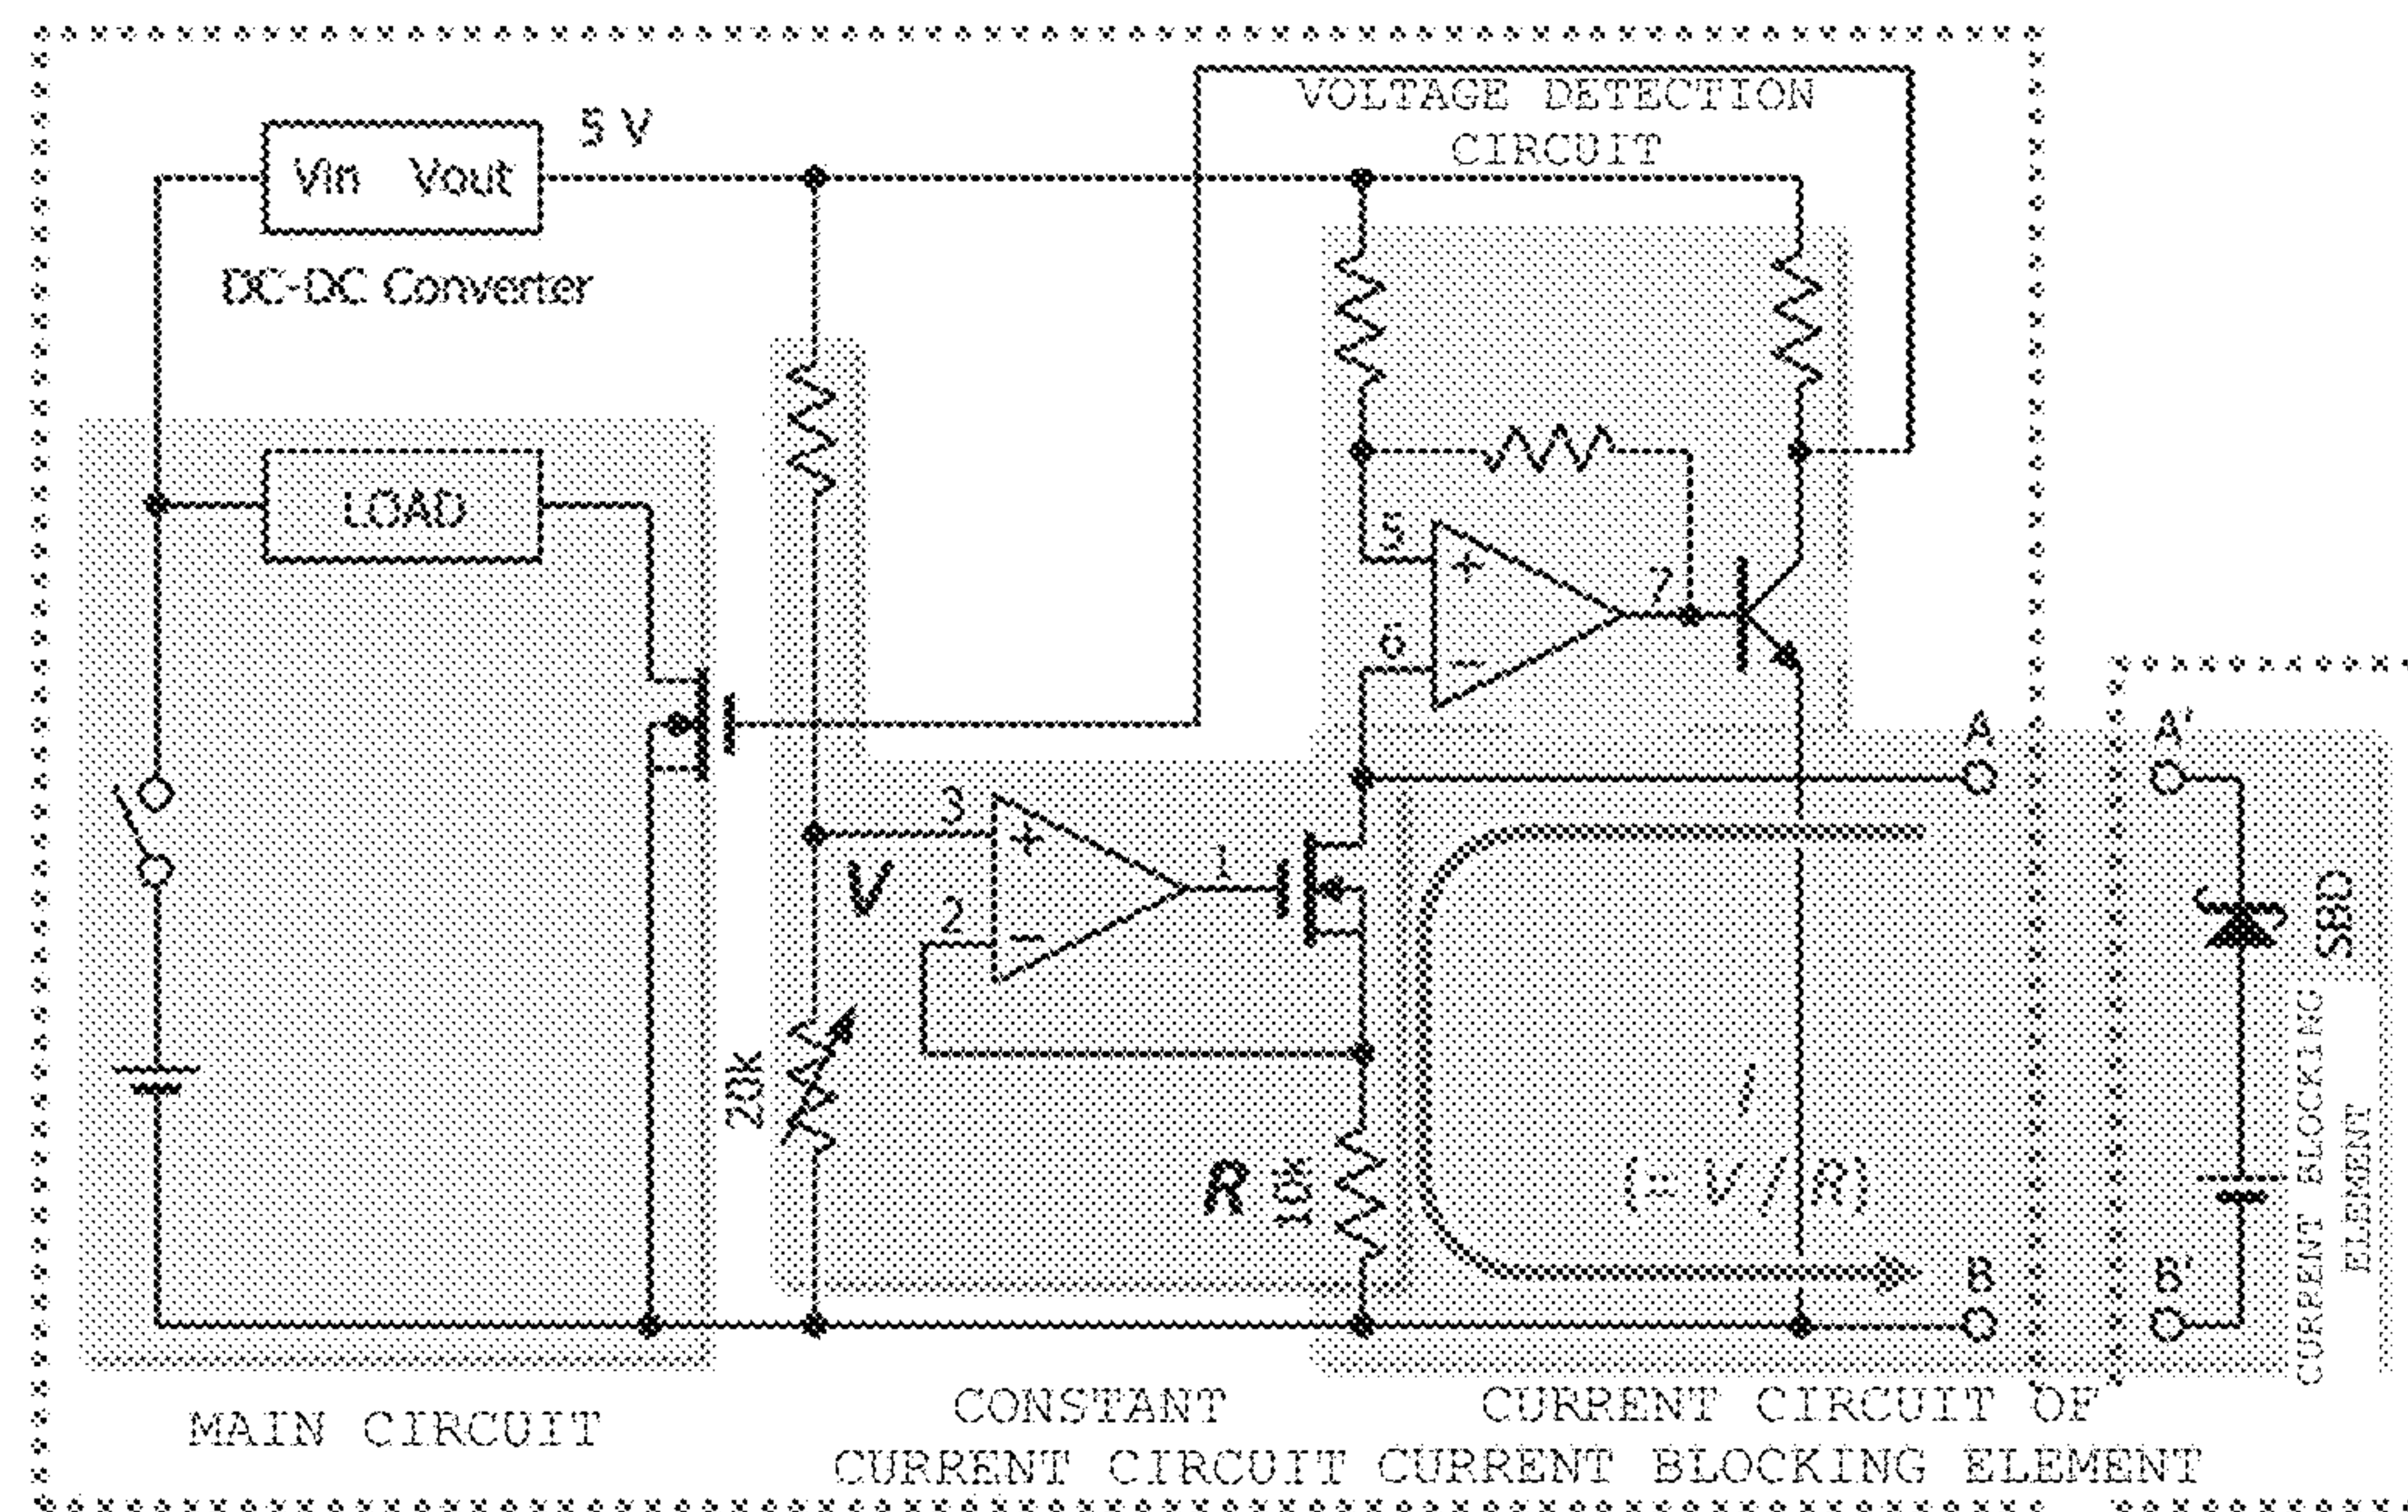 VOLTAGE DETECTION
CIRCUIT
5 V
Vin Vout
DC-DC Converter
LOAD
5
+
7
6
−
A
A'
3
+
1
V
2
−
SBD
20k
R
10k
I
(= V / R)
B
B'
CURRENT BLOCKING
ELEMENT
MAIN CIRCUIT
CONSTANT
CURRENT CIRCUIT
CURRENT CIRCUIT OF
CURRENT BLOCKING ELEMENT